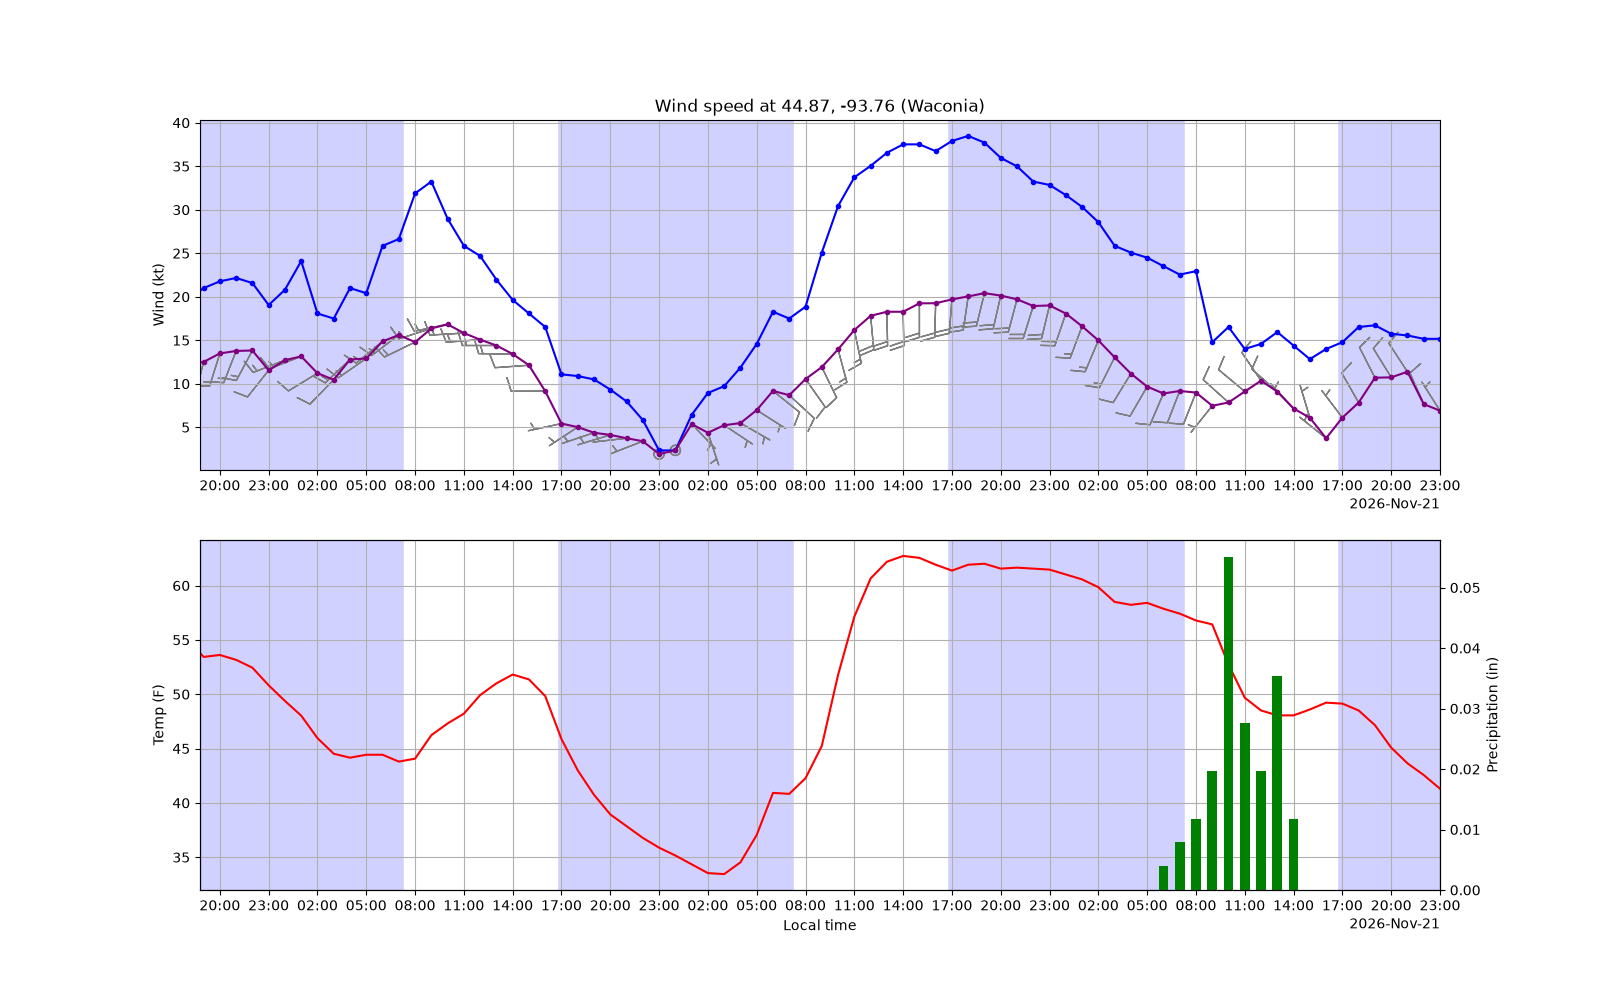 Wind speed at 44.87, -93.76 (Waconia)
40
35
30
25
20
15
10
5
Wind (kt)
20:00 23:00 02:00 05:00 08:00 11:00 14:00 17:00 20:00 23:00 02:00 05:00 08:00 11:00 14:00 17:00 20:00 23:00 02:00 05:00 08:00 11:00 14:00 17:00 20:00 23:00
2026-Nov-21
60
55
50
45
40
35
Temp (F)
0.05
0.04
0.03
0.02
0.01
0.00
Precipitation (in)
20:00 23:00 02:00 05:00 08:00 11:00 14:00 17:00 20:00 23:00 02:00 05:00 08:00 11:00 14:00 17:00 20:00 23:00 02:00 05:00 08:00 11:00 14:00 17:00 20:00 23:00
Local time
2026-Nov-21